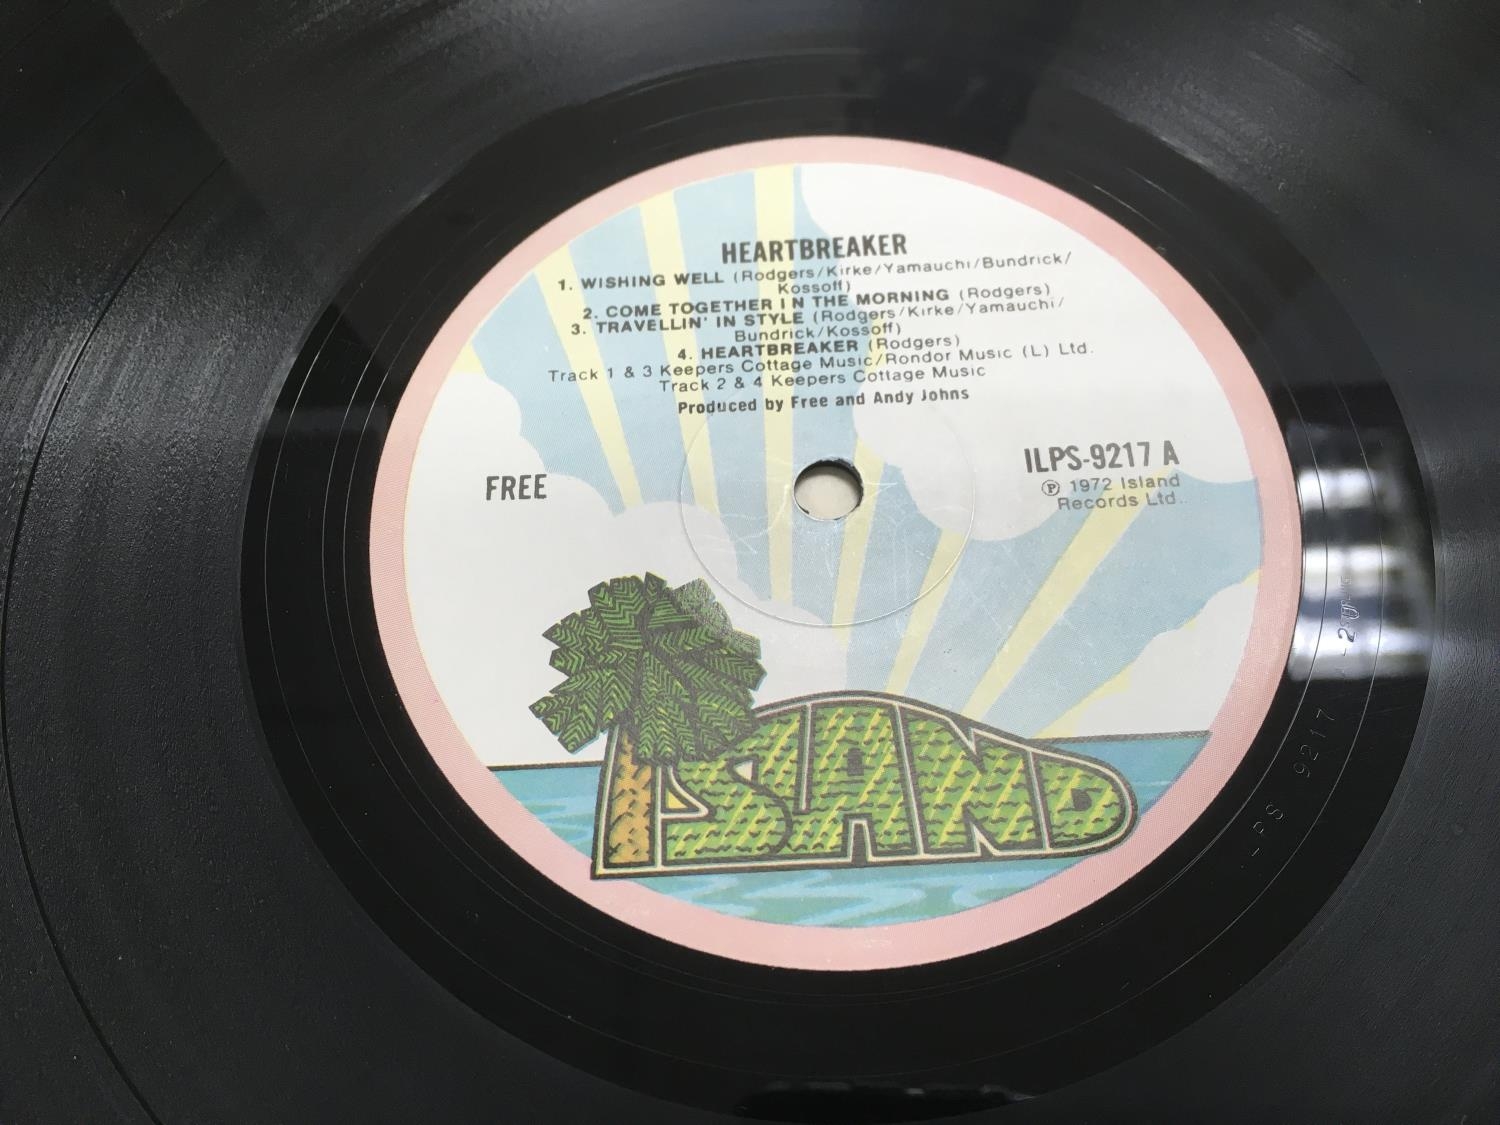 HEARTBREAKER
1. WISHING WELL (Rodgers/Kirke/Yamauchi/Bundrick/
Kossoff)
2. COME TOGETHER IN THE MORNING (Rodgers)
3. TRAVELLIN' IN STYLE (Rodgers/Kirke/Yamauchi/
Bundrick/Kossoff)
4. HEARTBREAKER (Rodgers)
Track 1 & 3 Keepers Cottage Music/Rondor Music (L) Ltd.
Track 2 & 4 Keepers Cottage Music
Produced by Free and Andy Johns
FREE
ILPS-9217 A
℗ 1972 Island
Records Ltd.
ISLAND
9217